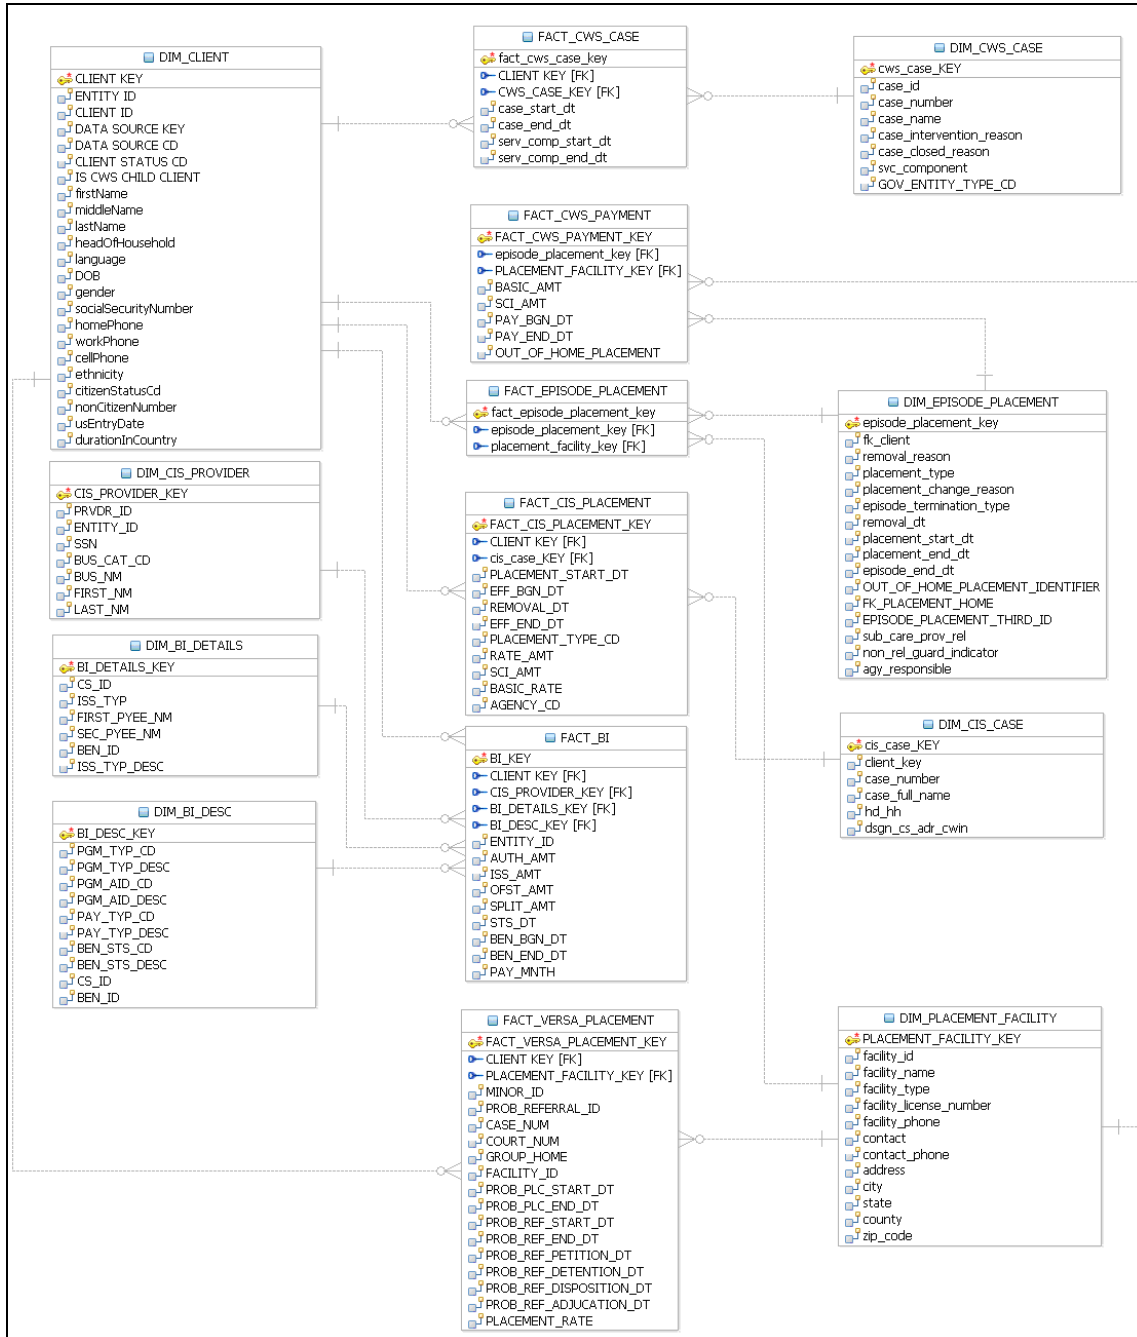 DIM_CLIENT
CLIENT KEY
ENTITY ID
CLIENT ID
DATA SOURCE KEY
DATA SOURCE CD
CLIENT STATUS CD
IS CWS CHILD CLIENT
firstName
middleName
lastName
headOfHousehold
language
DOB
gender
socialSecurityNumber
homePhone
workPhone
cellPhone
ethnicity
citizenStatusCd
nonCitizenNumber
usEntryDate
durationInCountry
DIM_CIS_PROVIDER
CIS_PROVIDER_KEY
PRVDR_ID
ENTITY_ID
SSN
BUS_CAT_CD
BUS_NM
FIRST_NM
LAST_NM
DIM_BI_DETAILS
BI_DETAILS_KEY
CS_ID
ISS_TYP
FIRST_PYEE_NM
SEC_PYEE_NM
BEN_ID
ISS_TYP_DESC
DIM_BI_DESC
BI_DESC_KEY
PGM_TYP_CD
PGM_TYP_DESC
PGM_AID_CD
PGM_AID_DESC
PAY_TYP_CD
PAY_TYP_DESC
BEN_STS_CD
BEN_STS_DESC
CS_ID
BEN_ID
FACT_CWS_CASE
fact_cws_case_key
CLIENT KEY [FK]
CWS_CASE_KEY [FK]
case_start_dt
case_end_dt
serv_comp_start_dt
serv_comp_end_dt
FACT_CWS_PAYMENT
FACT_CWS_PAYMENT_KEY
episode_placement_key [FK]
PLACEMENT_FACILITY_KEY [FK]
BASIC_AMT
SCI_AMT
PAY_BGN_DT
PAY_END_DT
OUT_OF_HOME_PLACEMENT
FACT_EPISODE_PLACEMENT
fact_episode_placement_key
episode_placement_key [FK]
placement_facility_key [FK]
FACT_CIS_PLACEMENT
FACT_CIS_PLACEMENT_KEY
CLIENT KEY [FK]
cis_case_KEY [FK]
PLACEMENT_START_DT
EFF_BGN_DT
REMOVAL_DT
EFF_END_DT
PLACEMENT_TYPE_CD
RATE_AMT
SCI_AMT
BASIC_RATE
AGENCY_CD
FACT_BI
BI_KEY
CLIENT KEY [FK]
CIS_PROVIDER_KEY [FK]
BI_DETAILS_KEY [FK]
BI_DESC_KEY [FK]
ENTITY_ID
AUTH_AMT
ISS_AMT
OFST_AMT
SPLIT_AMT
STS_DT
BEN_BGN_DT
BEN_END_DT
PAY_MNTH
FACT_VERSA_PLACEMENT
FACT_VERSA_PLACEMENT_KEY
CLIENT KEY [FK]
PLACEMENT_FACILITY_KEY [FK]
MINOR_ID
PROB_REFERRAL_ID
CASE_NUM
COURT_NUM
GROUP_HOME
FACILITY_ID
PROB_PLC_START_DT
PROB_PLC_END_DT
PROB_REF_START_DT
PROB_REF_END_DT
PROB_REF_PETITION_DT
PROB_REF_DETENTION_DT
PROB_REF_DISPOSITION_DT
PROB_REF_ADJUCATION_DT
PLACEMENT_RATE
DIM_CWS_CASE
cws_case_KEY
case_id
case_number
case_name
case_intervention_reason
case_closed_reason
svc_component
GOV_ENTITY_TYPE_CD
DIM_EPISODE_PLACEMENT
episode_placement_key
fk_client
removal_reason
placement_type
placement_change_reason
episode_termination_type
removal_dt
placement_start_dt
placement_end_dt
episode_end_dt
OUT_OF_HOME_PLACEMENT_IDENTIFIER
FK_PLACEMENT_HOME
EPISODE_PLACEMENT_THIRD_ID
sub_care_prov_rel
non_rel_guard_indicator
agy_responsible
DIM_CIS_CASE
cis_case_KEY
client_key
case_number
case_full_name
hd_hh
dsgn_cs_adr_cwin
DIM_PLACEMENT_FACILITY
PLACEMENT_FACILITY_KEY
facility_id
facility_name
facility_type
facility_license_number
facility_phone
contact
contact_phone
address
city
state
county
zip_code